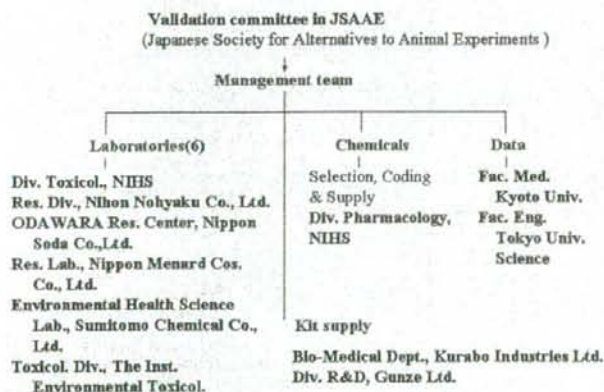 Validation committee in JSAAE
(Japanese Society for Alternatives to Animal Experiments )
Management team
Laboratories(6)
Div. Toxicol., NIHS
Res. Div., Nihon Nohyaku Co., Ltd.
ODAWARA Res. Center, Nippon
Soda Co.,Ltd.
Res. Lab., Nippon Menard Cos.
Co., Ltd.
Environmental Health Science
Lab., Sumitomo Chemical Co.,
Ltd.
Toxicol. Div., The Inst.
Environmental Toxicol.
Chemicals
Selection, Coding
& Supply
Div. Pharmacology,
NIHS
Data
Fac. Med.
Kyoto Univ.
Fac. Eng.
Tokyo Univ.
Science
Kit supply
Bio-Medical Dept., Kurabo Industries Ltd.
Div. R&D, Gunze Ltd.